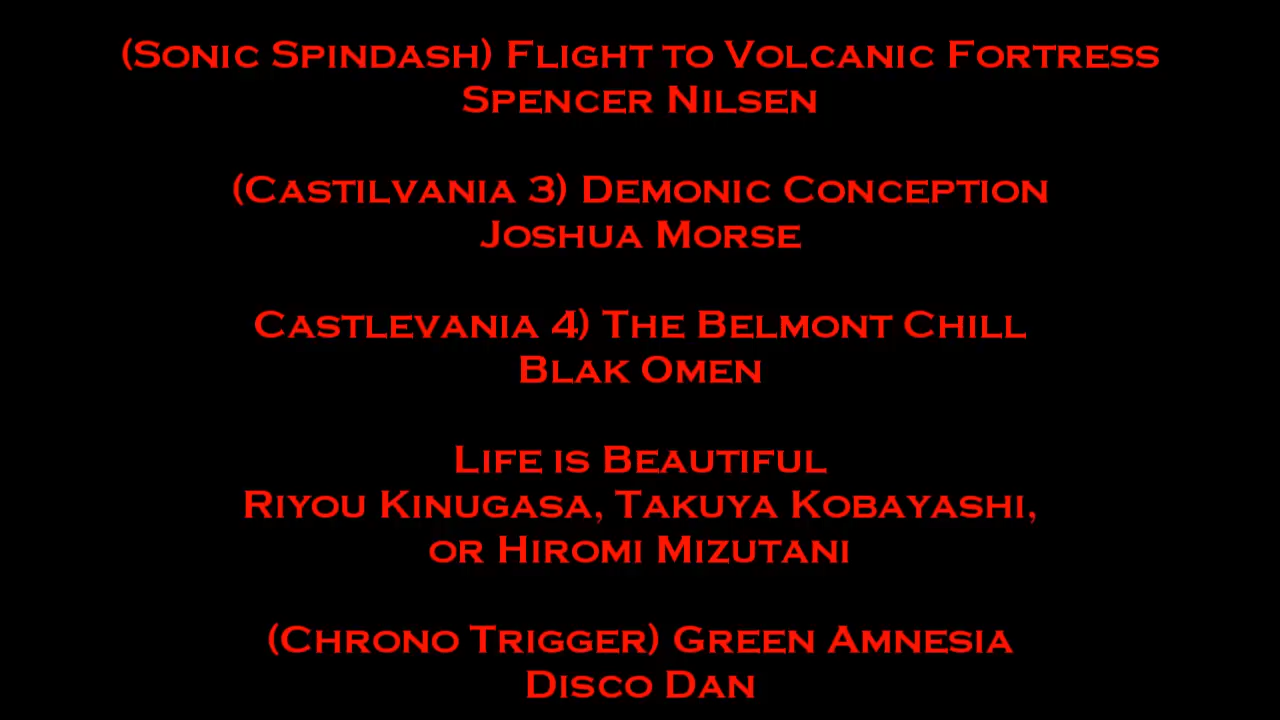 (Sonic Spindash) Flight to Volcanic Fortress
Spencer Nilsen
(Castilvania 3) Demonic Conception
Joshua Morse
Castlevania 4) The Belmont Chill
Blak Omen
Life is Beautiful
Riyou Kinugasa, Takuya Kobayashi,
or Hiromi Mizutani
(Chrono Trigger) Green Amnesia
Disco Dan